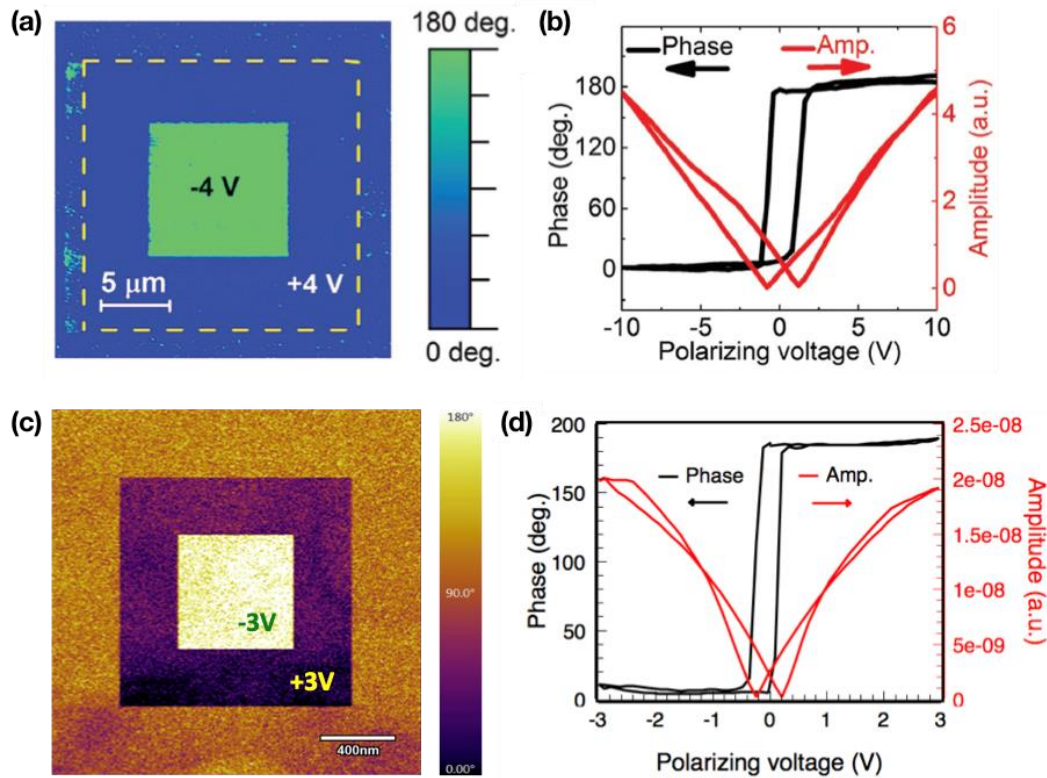 (a)
180 deg.
-4 V
5 μm
+4 V
0 deg.
(b)
Phase
Amp.
Phase (deg.)
180
120
60
0
Amplitude (a.u.)
6
4
2
0
-10 -5 0 5 10
Polarizing voltage (V)
(c)
180°
90.0°
0.00°
-3V
+3V
400nm
(d)
Phase
Amp.
Phase (deg.)
200
150
100
50
0
Amplitude (a.u.)
2.5e-08
2e-08
1.5e-08
1e-08
5e-09
0
-3 -2 -1 0 1 2 3
Polarizing voltage (V)